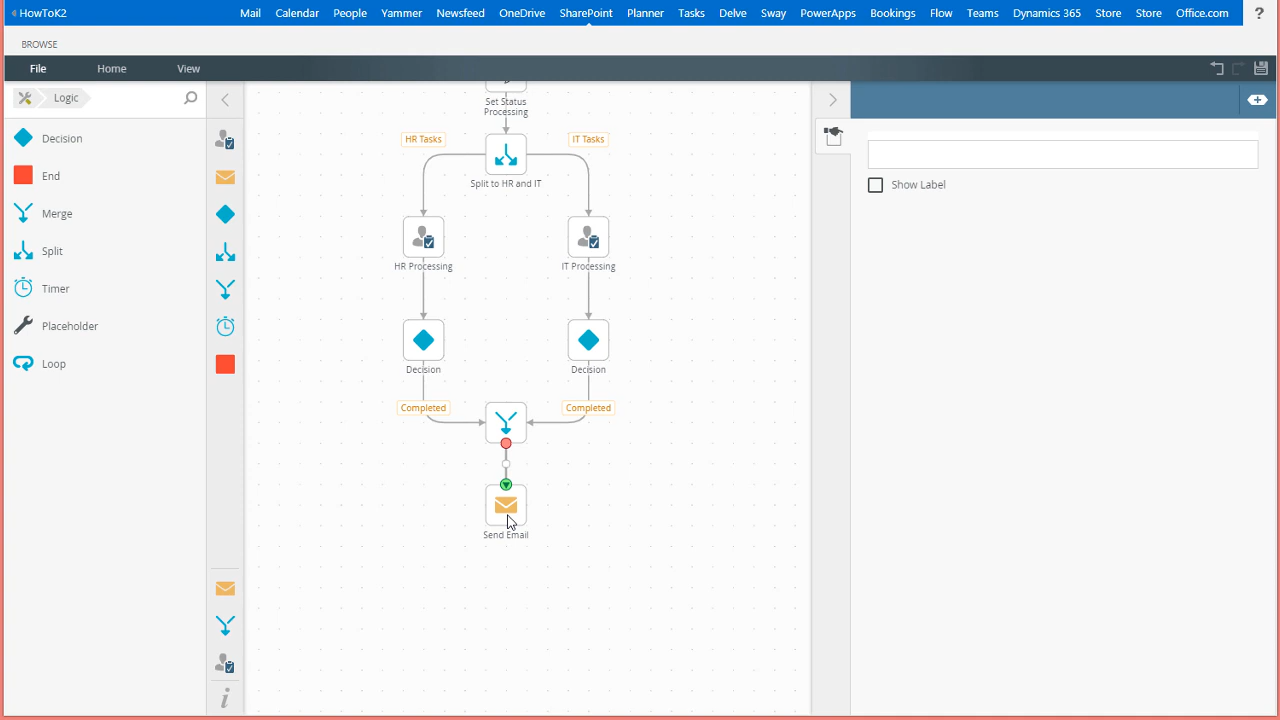 HowToK2
Mail Calendar People Yammer Newsfeed OneDrive SharePoint Planner Tasks Delve Sway PowerApps Bookings Flow Teams Dynamics 365 Store Store Office.com ?
BROWSE
File Home View
Logic
Decision
End
Merge
Split
Timer
Placeholder
Loop
Set Status
Processing
HR Tasks
IT Tasks
Split to HR and IT
HR Processing
IT Processing
Decision
Decision
Completed
Completed
Send Email
Show Label